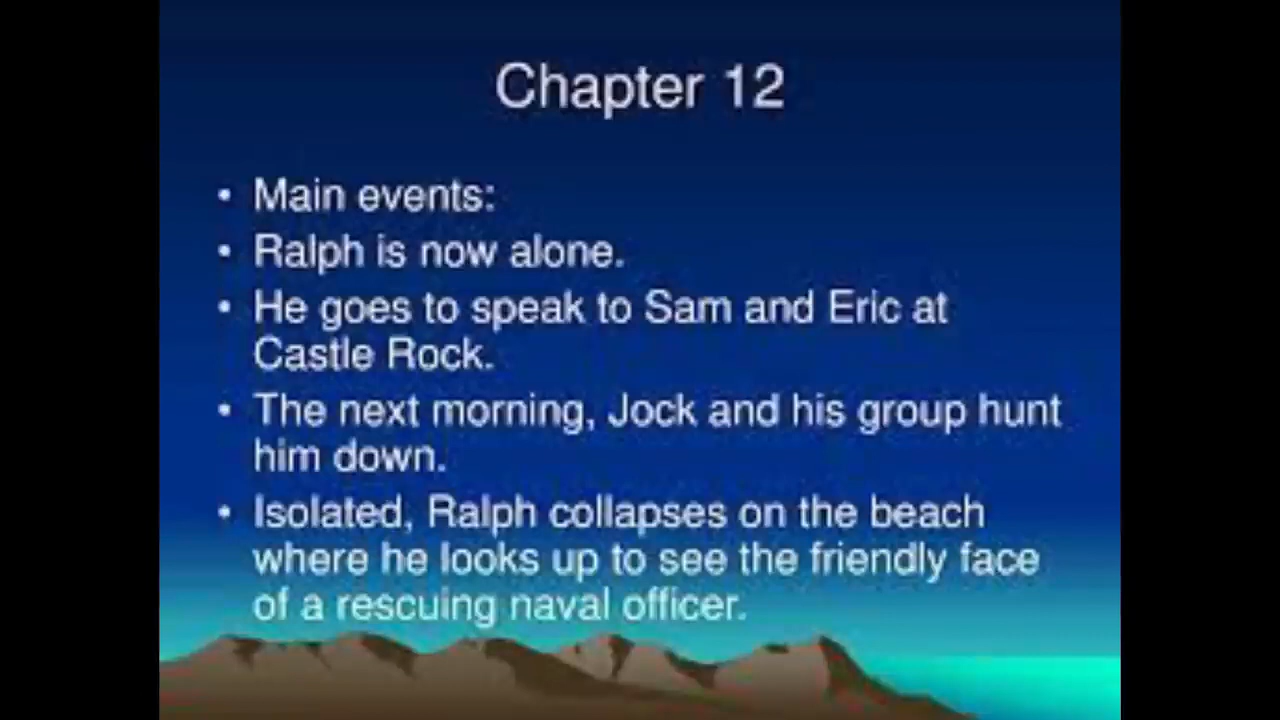 Chapter 12
• Main events:
• Ralph is now alone.
• He goes to speak to Sam and Eric at
Castle Rock.
• The next morning, Jock and his group hunt
him down.
• Isolated, Ralph collapses on the beach
where he looks up to see the friendly face
of a rescuing naval officer.